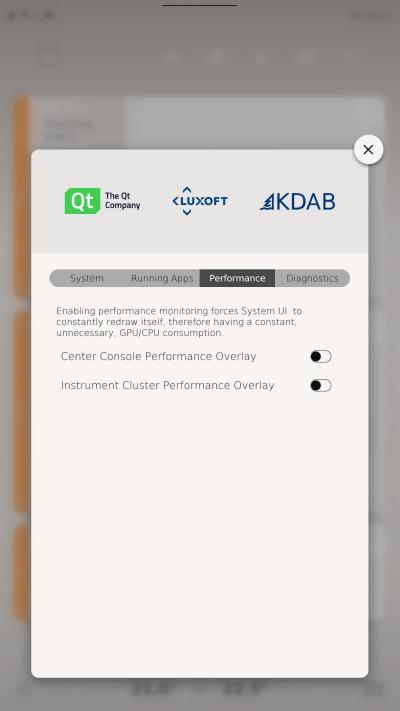 Qt The Qt
Company
LUXOFT
KDAB
System Running Apps Performance Diagnostics
Enabling performance monitoring forces System UI to
constantly redraw itself, therefore having a constant,
unnecessary, GPU/CPU consumption.
Center Console Performance Overlay
Instrument Cluster Performance Overlay
21.0° 22.5°